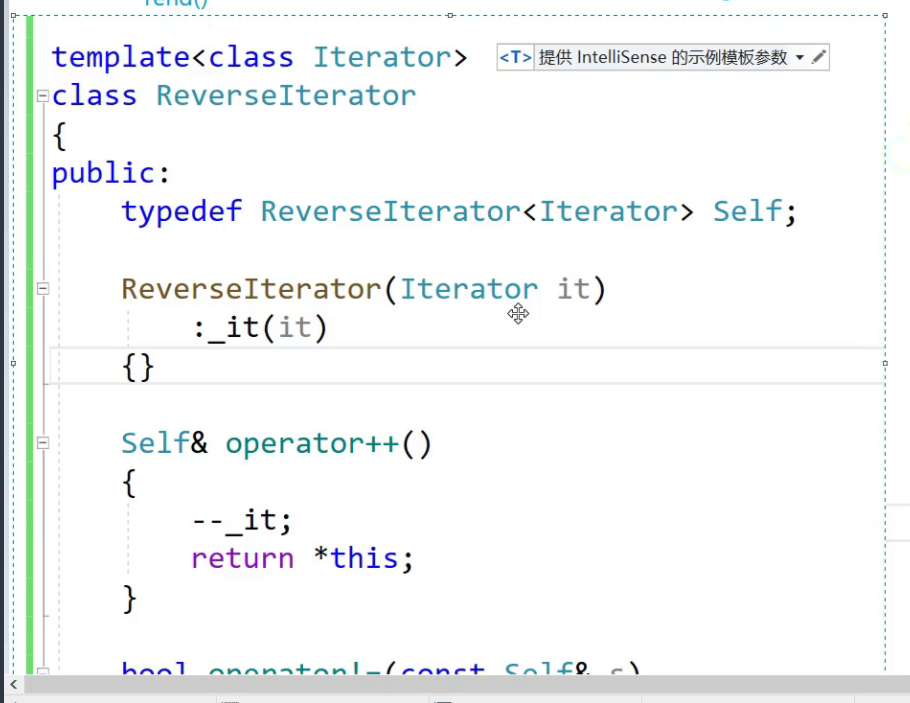 rend()
template<class Iterator>
<T> 提供 IntelliSense 的示例模板参数
class ReverseIterator
{
public:
typedef ReverseIterator<Iterator> Self;
ReverseIterator(Iterator it)
:_it(it)
{}
Self& operator++()
{
--_it;
return *this;
}
bool operator!=(const Self& s)